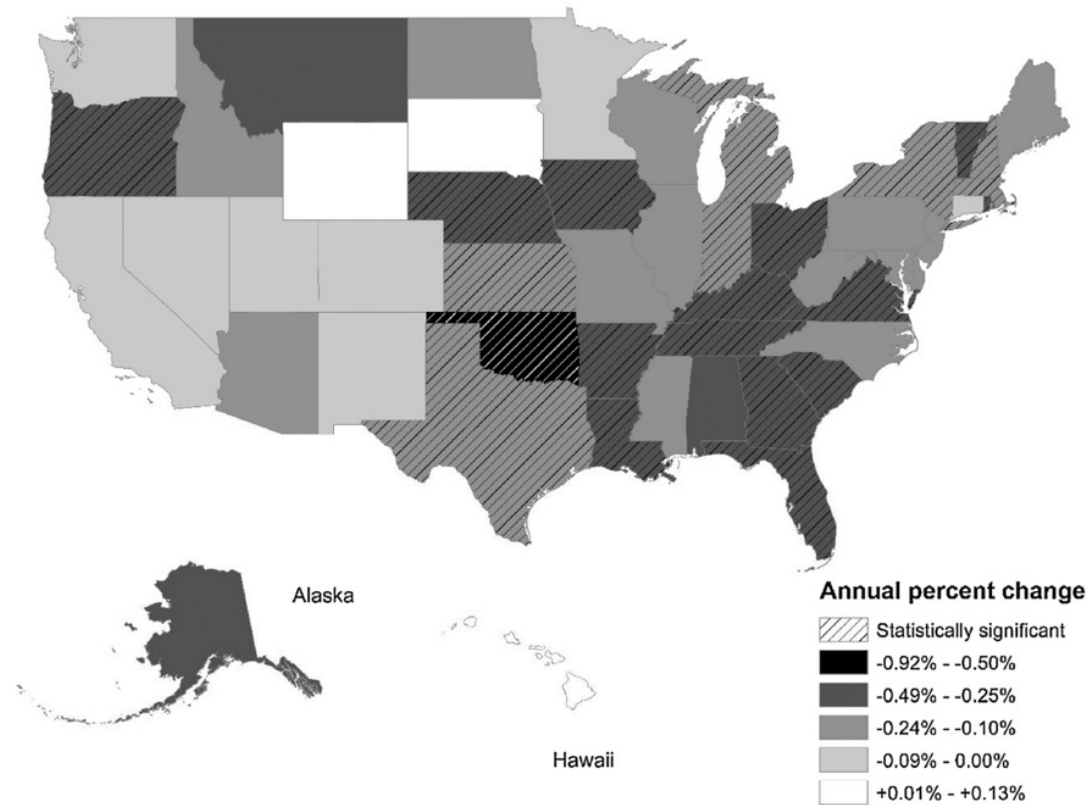 Alaska
Hawaii
Annual percent change
Statistically significant
-0.92% - -0.50%
-0.49% - -0.25%
-0.24% - -0.10%
-0.09% - 0.00%
+0.01% - +0.13%